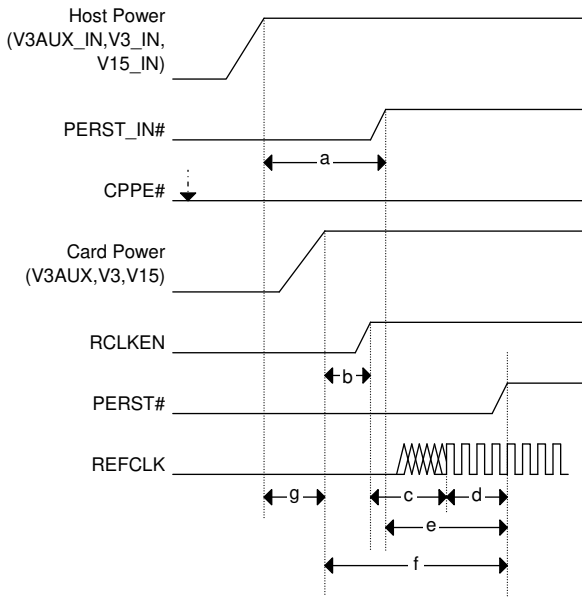 Host Power
(V3AUX_IN,V3_IN,
V15_IN)
PERST_IN#
a
CPPE#
Card Power
(V3AUX,V3,V15)
RCLKEN
b
PERST#
REFCLK
g
c
d
e
f